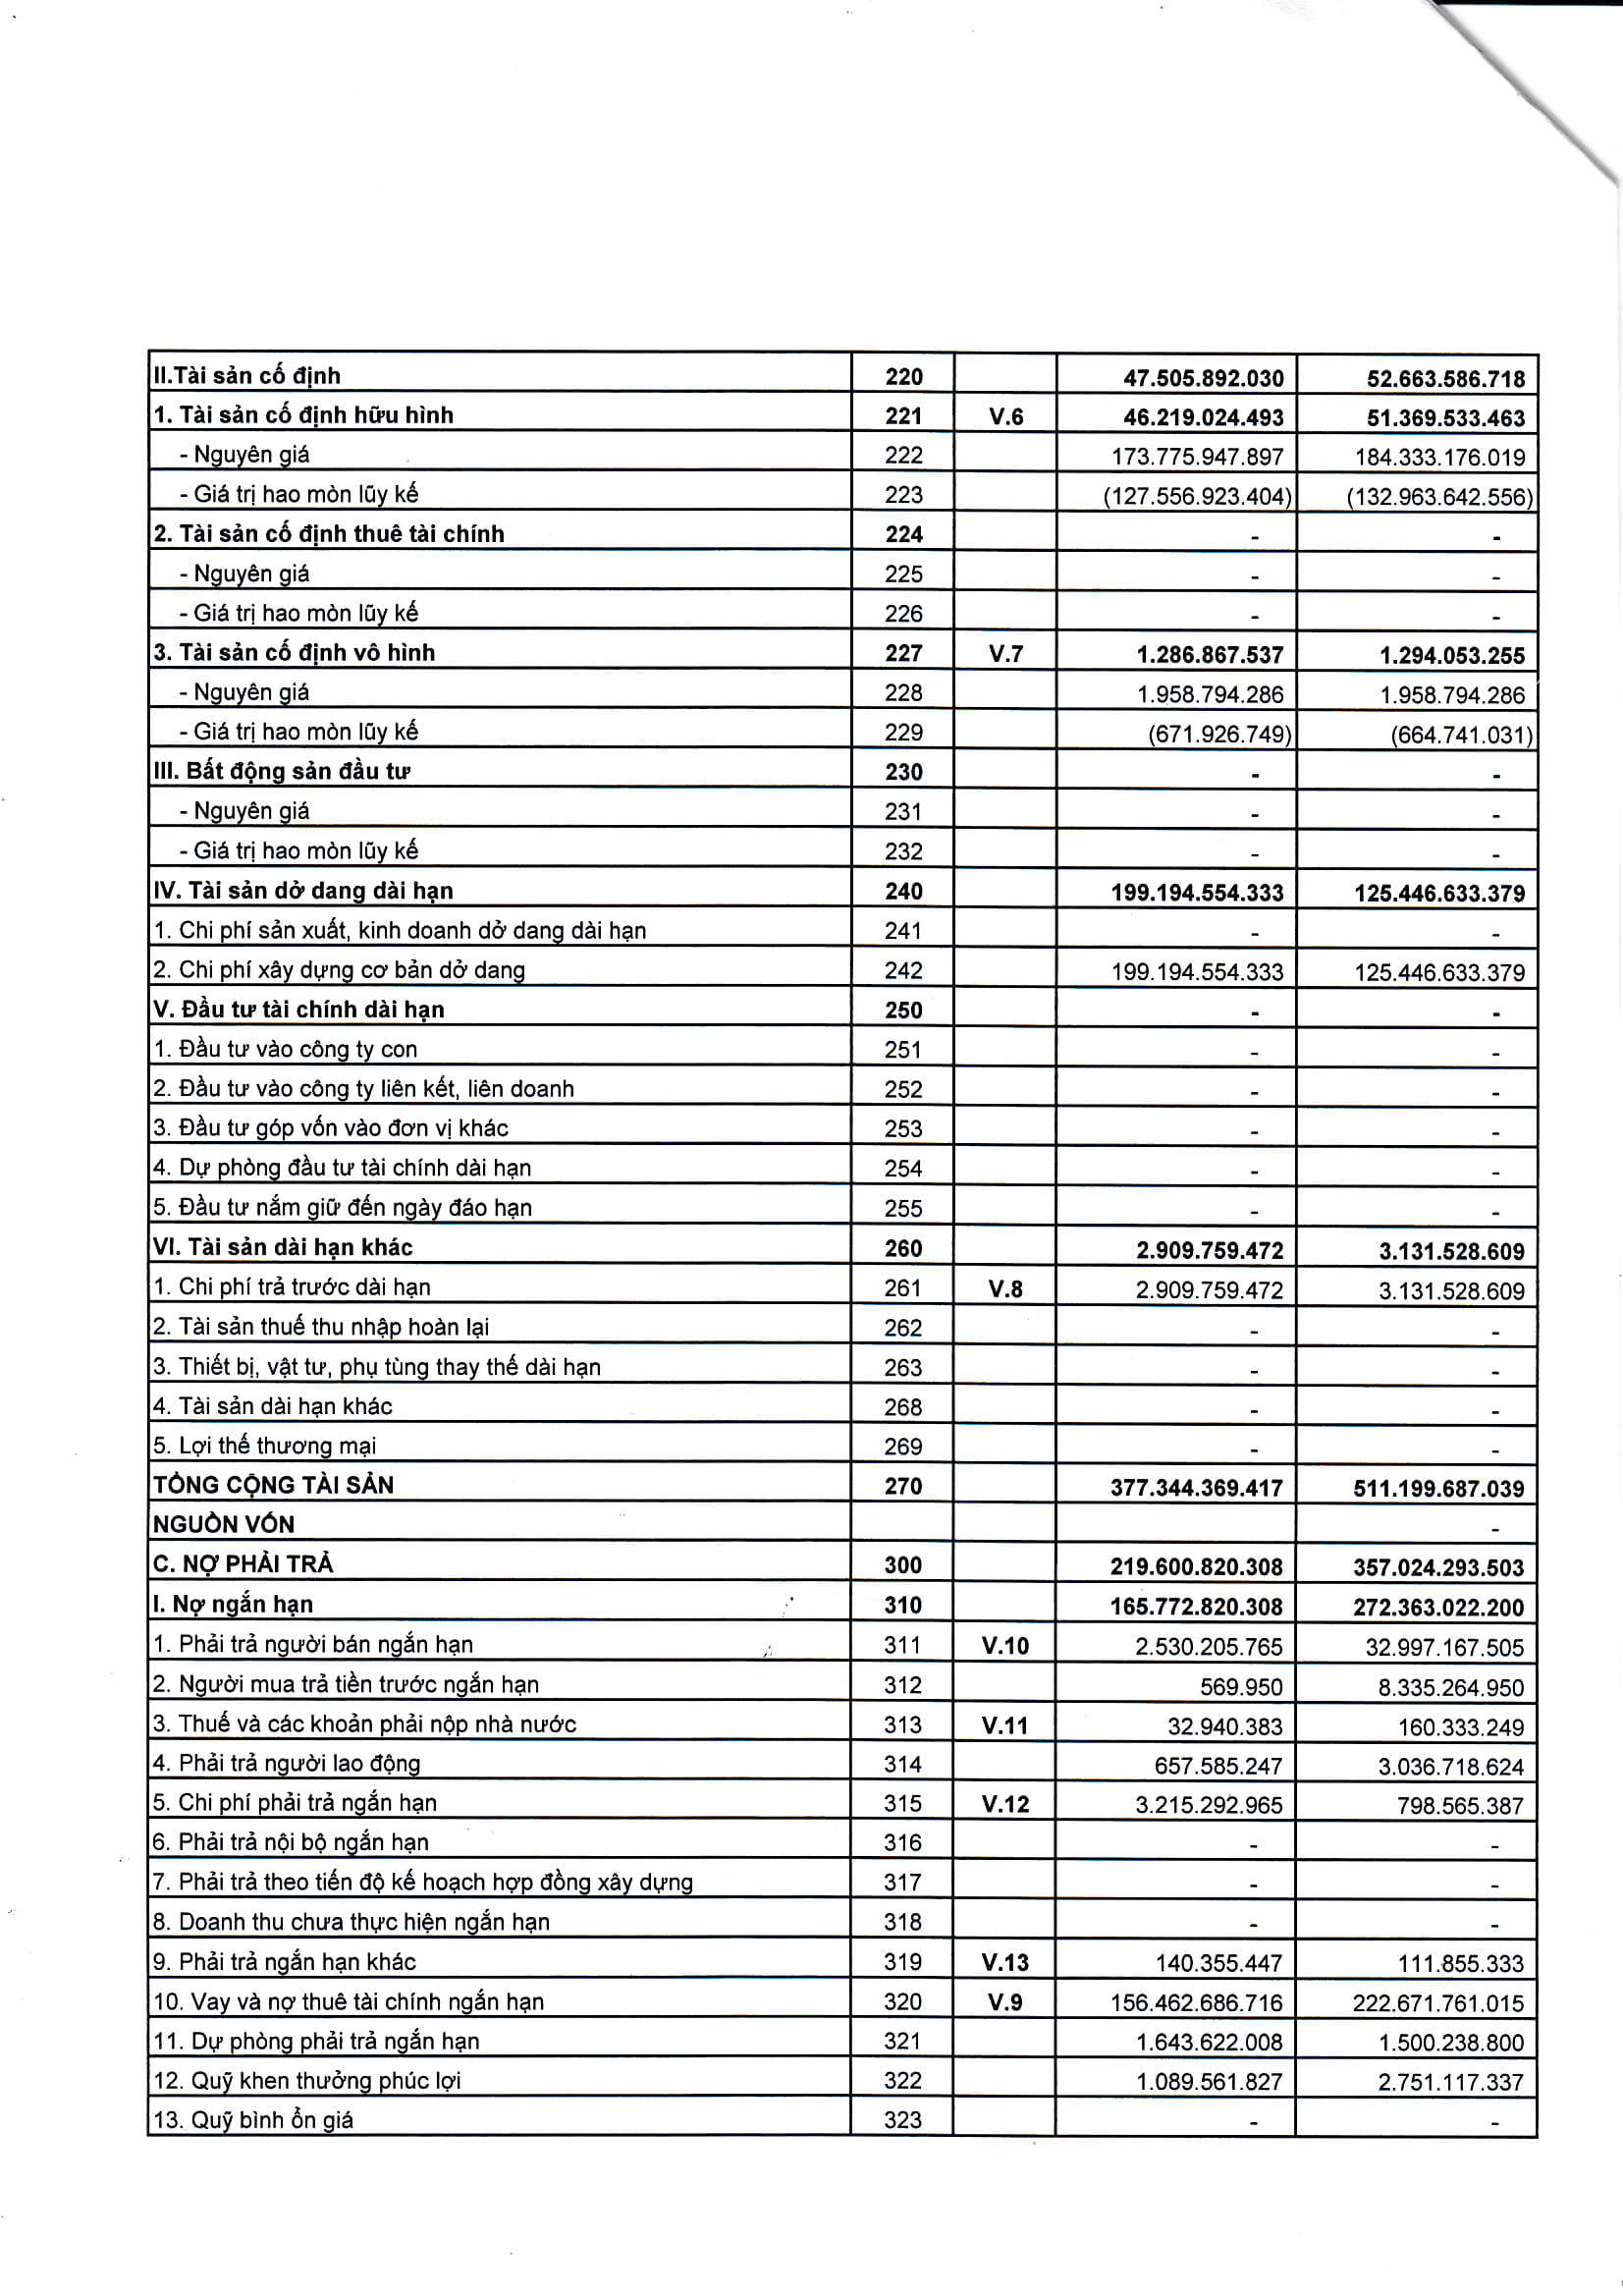 II.Tài sản cố định 220 47.505.892.030 52.663.586.718
1. Tài sản cố định hữu hình 221 V.6 46.219.024.493 51.369.533.463
- Nguyên giá 222 173.775.947.897 184.333.176.019
- Giá trị hao mòn lũy kế 223 (127.556.923.404) (132.963.642.556)
2. Tài sản cố định thuê tài chính 224 - -
- Nguyên giá 225 - -
- Giá trị hao mòn lũy kế 226 - -
3. Tài sản cố định vô hình 227 V.7 1.286.867.537 1.294.053.255
- Nguyên giá 228 1.958.794.286 1.958.794.286
- Giá trị hao mòn lũy kế 229 (671.926.749) (664.741.031)
III. Bất động sản đầu tư 230 - -
- Nguyên giá 231 - -
- Giá trị hao mòn lũy kế 232 - -
IV. Tài sản dở dang dài hạn 240 199.194.554.333 125.446.633.379
1. Chi phí sản xuất, kinh doanh dở dang dài hạn 241 - -
2. Chi phí xây dựng cơ bản dở dang 242 199.194.554.333 125.446.633.379
V. Đầu tư tài chính dài hạn 250 - -
1. Đầu tư vào công ty con 251 - -
2. Đầu tư vào công ty liên kết, liên doanh 252 - -
3. Đầu tư góp vốn vào đơn vị khác 253 - -
4. Dự phòng đầu tư tài chính dài hạn 254 - -
5. Đầu tư nắm giữ đến ngày đáo hạn 255 - -
VI. Tài sản dài hạn khác 260 2.909.759.472 3.131.528.609
1. Chi phí trả trước dài hạn 261 V.8 2.909.759.472 3.131.528.609
2. Tài sản thuế thu nhập hoàn lại 262 - -
3. Thiết bị, vật tư, phụ tùng thay thế dài hạn 263 - -
4. Tài sản dài hạn khác 268 - -
5. Lợi thế thương mại 269 - -
TỔNG CỘNG TÀI SẢN 270 377.344.369.417 511.199.687.039
NGUỒN VỐN -
C. NỢ PHẢI TRẢ 300 219.600.820.308 357.024.293.503
I. Nợ ngắn hạn 310 165.772.820.308 272.363.022.200
1. Phải trả người bán ngắn hạn 311 V.10 2.530.205.765 32.997.167.505
2. Người mua trả tiền trước ngắn hạn 312 569.950 8.335.264.950
3. Thuế và các khoản phải nộp nhà nước 313 V.11 32.940.383 160.333.249
4. Phải trả người lao động 314 657.585.247 3.036.718.624
5. Chi phí phải trả ngắn hạn 315 V.12 3.215.292.965 798.565.387
6. Phải trả nội bộ ngắn hạn 316 - -
7. Phải trả theo tiến độ kế hoạch hợp đồng xây dựng 317 - -
8. Doanh thu chưa thực hiện ngắn hạn 318 - -
9. Phải trả ngắn hạn khác 319 V.13 140.355.447 111.855.333
10. Vay và nợ thuê tài chính ngắn hạn 320 V.9 156.462.686.716 222.671.761.015
11. Dự phòng phải trả ngắn hạn 321 1.643.622.008 1.500.238.800
12. Quỹ khen thưởng phúc lợi 322 1.089.561.827 2.751.117.337
13. Quỹ bình ổn giá 323 - -